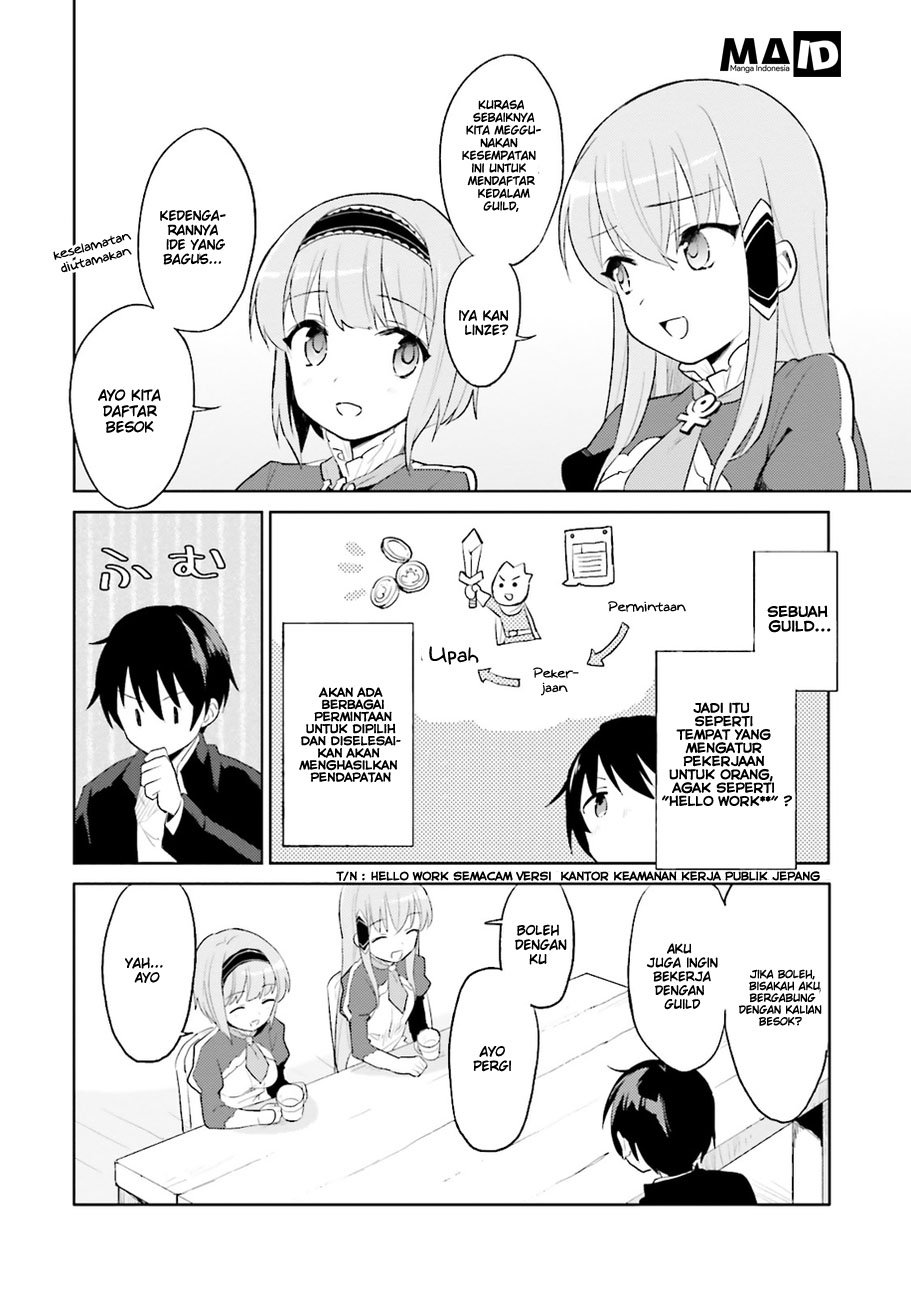 MAID
Manga Indonesia
KURASA
SEBAIKNYA
KITA MEGGU-
NAKAN
KESEMPATAN
INI UNTUK
MENDAFTAR
KEDALAM
GUILD,
IYA KAN
LINZE?
KEDENGA-
RANNYA
IDE YANG
BAGUS...
keselamatan
diutamakan
AYO KITA
DAFTAR
BESOK
SEBUAH
GUILD...
JADI ITU
SEPERTI
TEMPAT YANG
MENGATUR
PEKERJAAN
UNTUK ORANG,
AGAK SEPERTI
"HELLO WORK**" ?
Permintaan
Peker-
jaan
Upah
AKAN ADA
BERBAGAI
PERMINTAAN
UNTUK DIPILIH
DAN DISELESAI-
KAN AKAN
MENGHASILKAN
PENDAPATAN
ふむ
T/N : HELLO WORK SEMACAM VERSI KANTOR KEAMANAN KERJA PUBLIK JEPANG
JIKA BOLEH,
BISAKAH AKU
BERGABUNG
DENGAN KALIAN
BESOK?
AKU
JUGA INGIN
BEKERJA
DENGAN
GUILD
BOLEH
DENGAN
KU
AYO
PERGI
YAH...
AYO